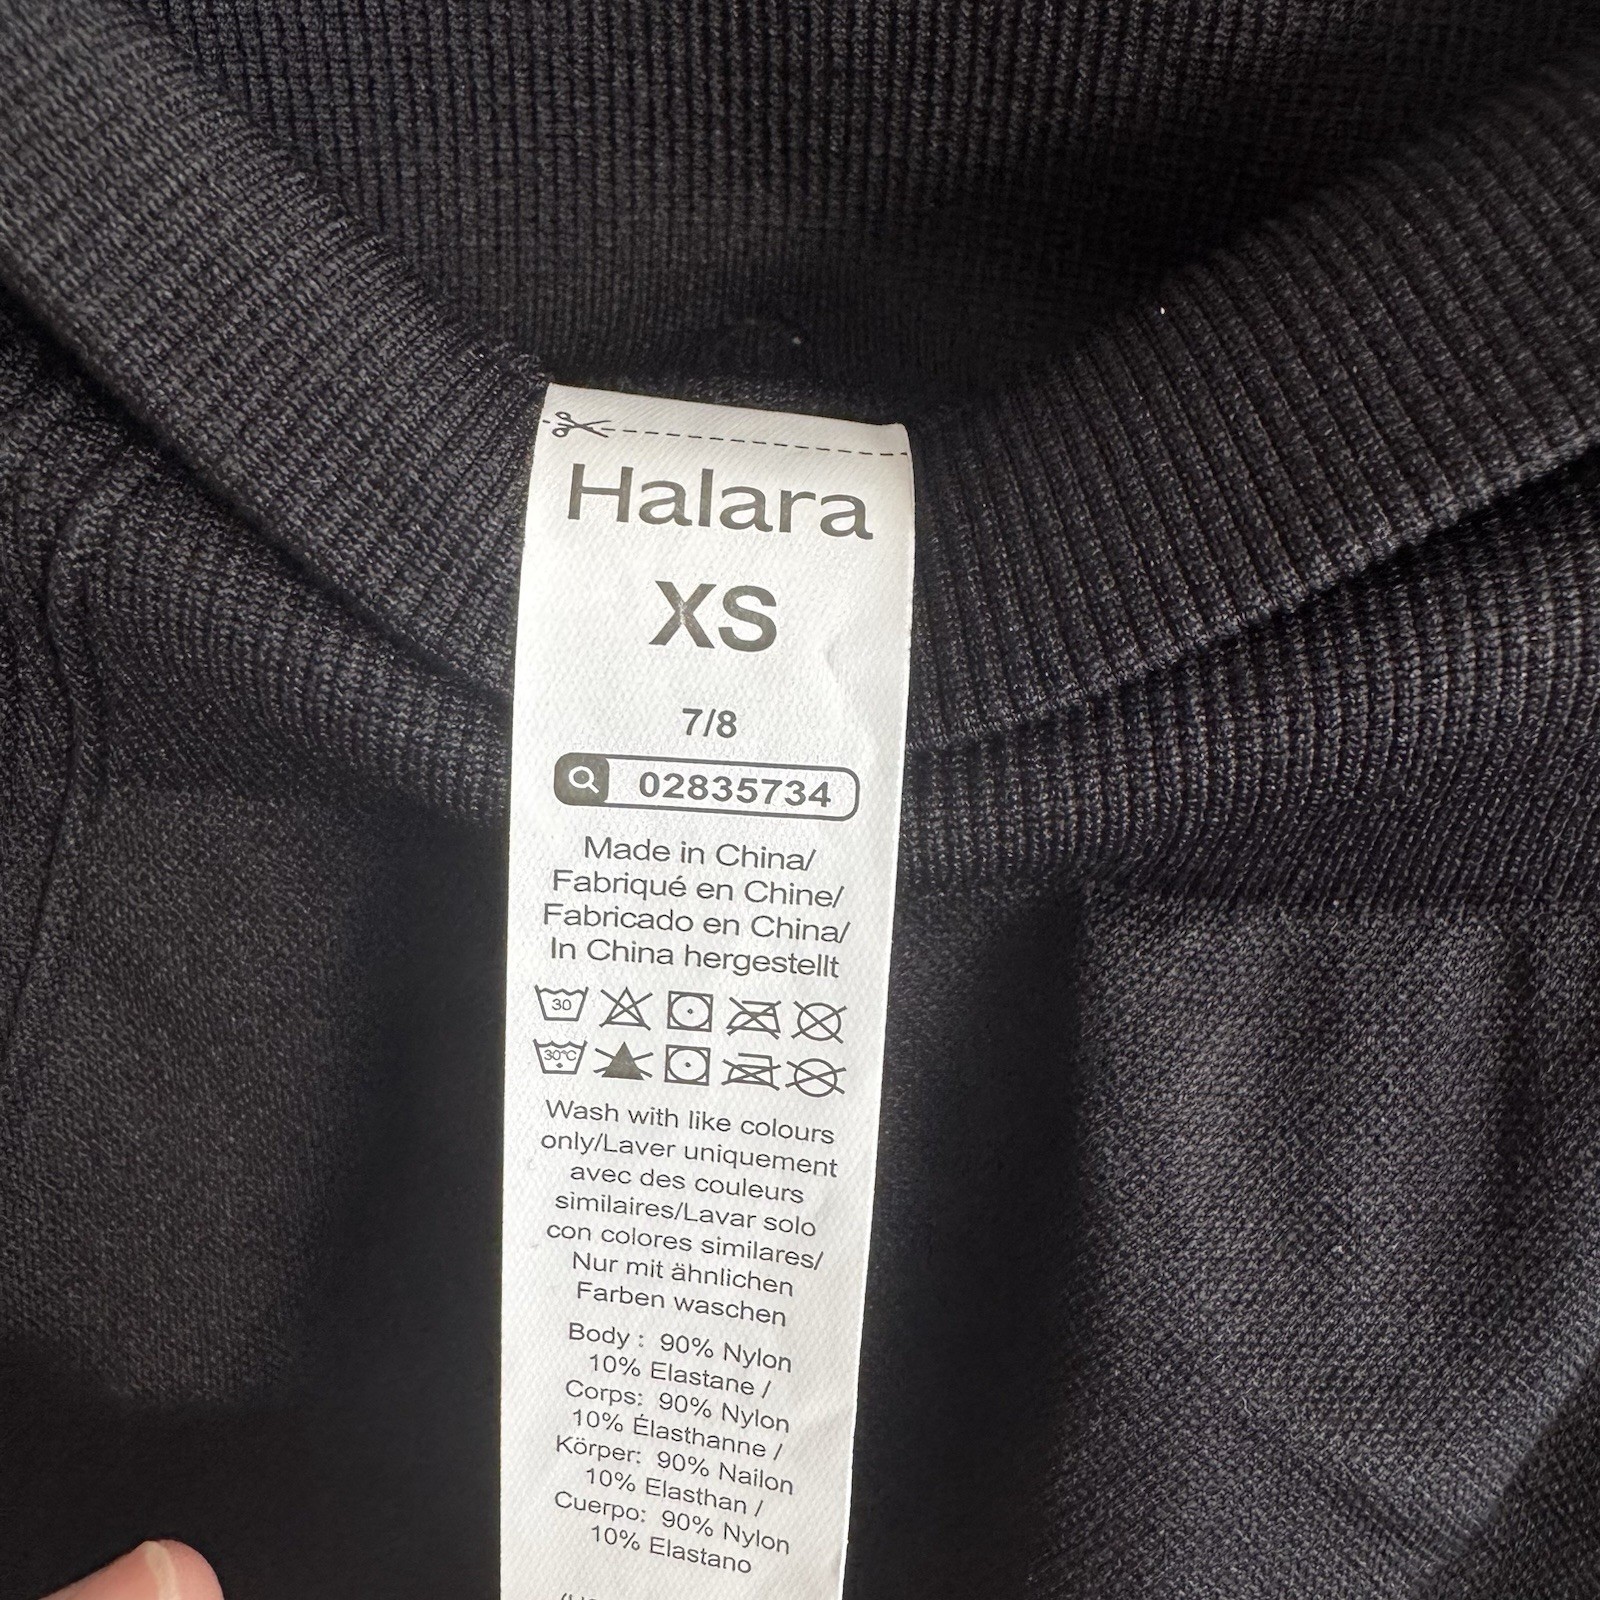 Halara
XS
7/8
02835734
Made in China/
Fabriqué en Chine/
Fabricado en China/
In China hergestellt
30
30°C
Wash with like colours
only/Laver uniquement
avec des couleurs
similaires/Lavar solo
con colores similares/
Nur mit ähnlichen
Farben waschen
Body : 90% Nylon
10% Elastane /
Corps: 90% Nylon
10% Élasthanne /
Körper: 90% Nailon
10% Elasthan /
Cuerpo: 90% Nylon
10% Elastano